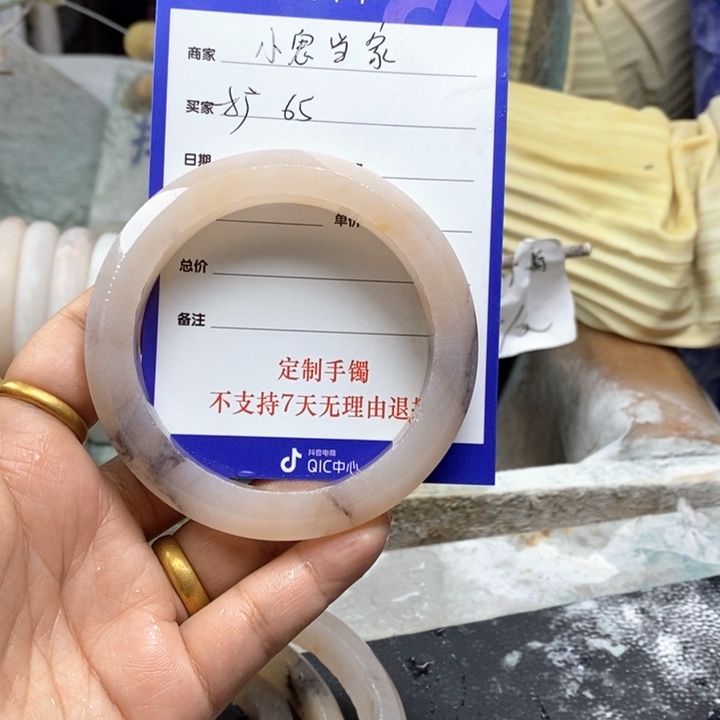 商家 小鬼当家
买家 扩 65
日期
单价
总价
备注
定制手镯
不支持7天无理由退
抖音电商
QIC中心